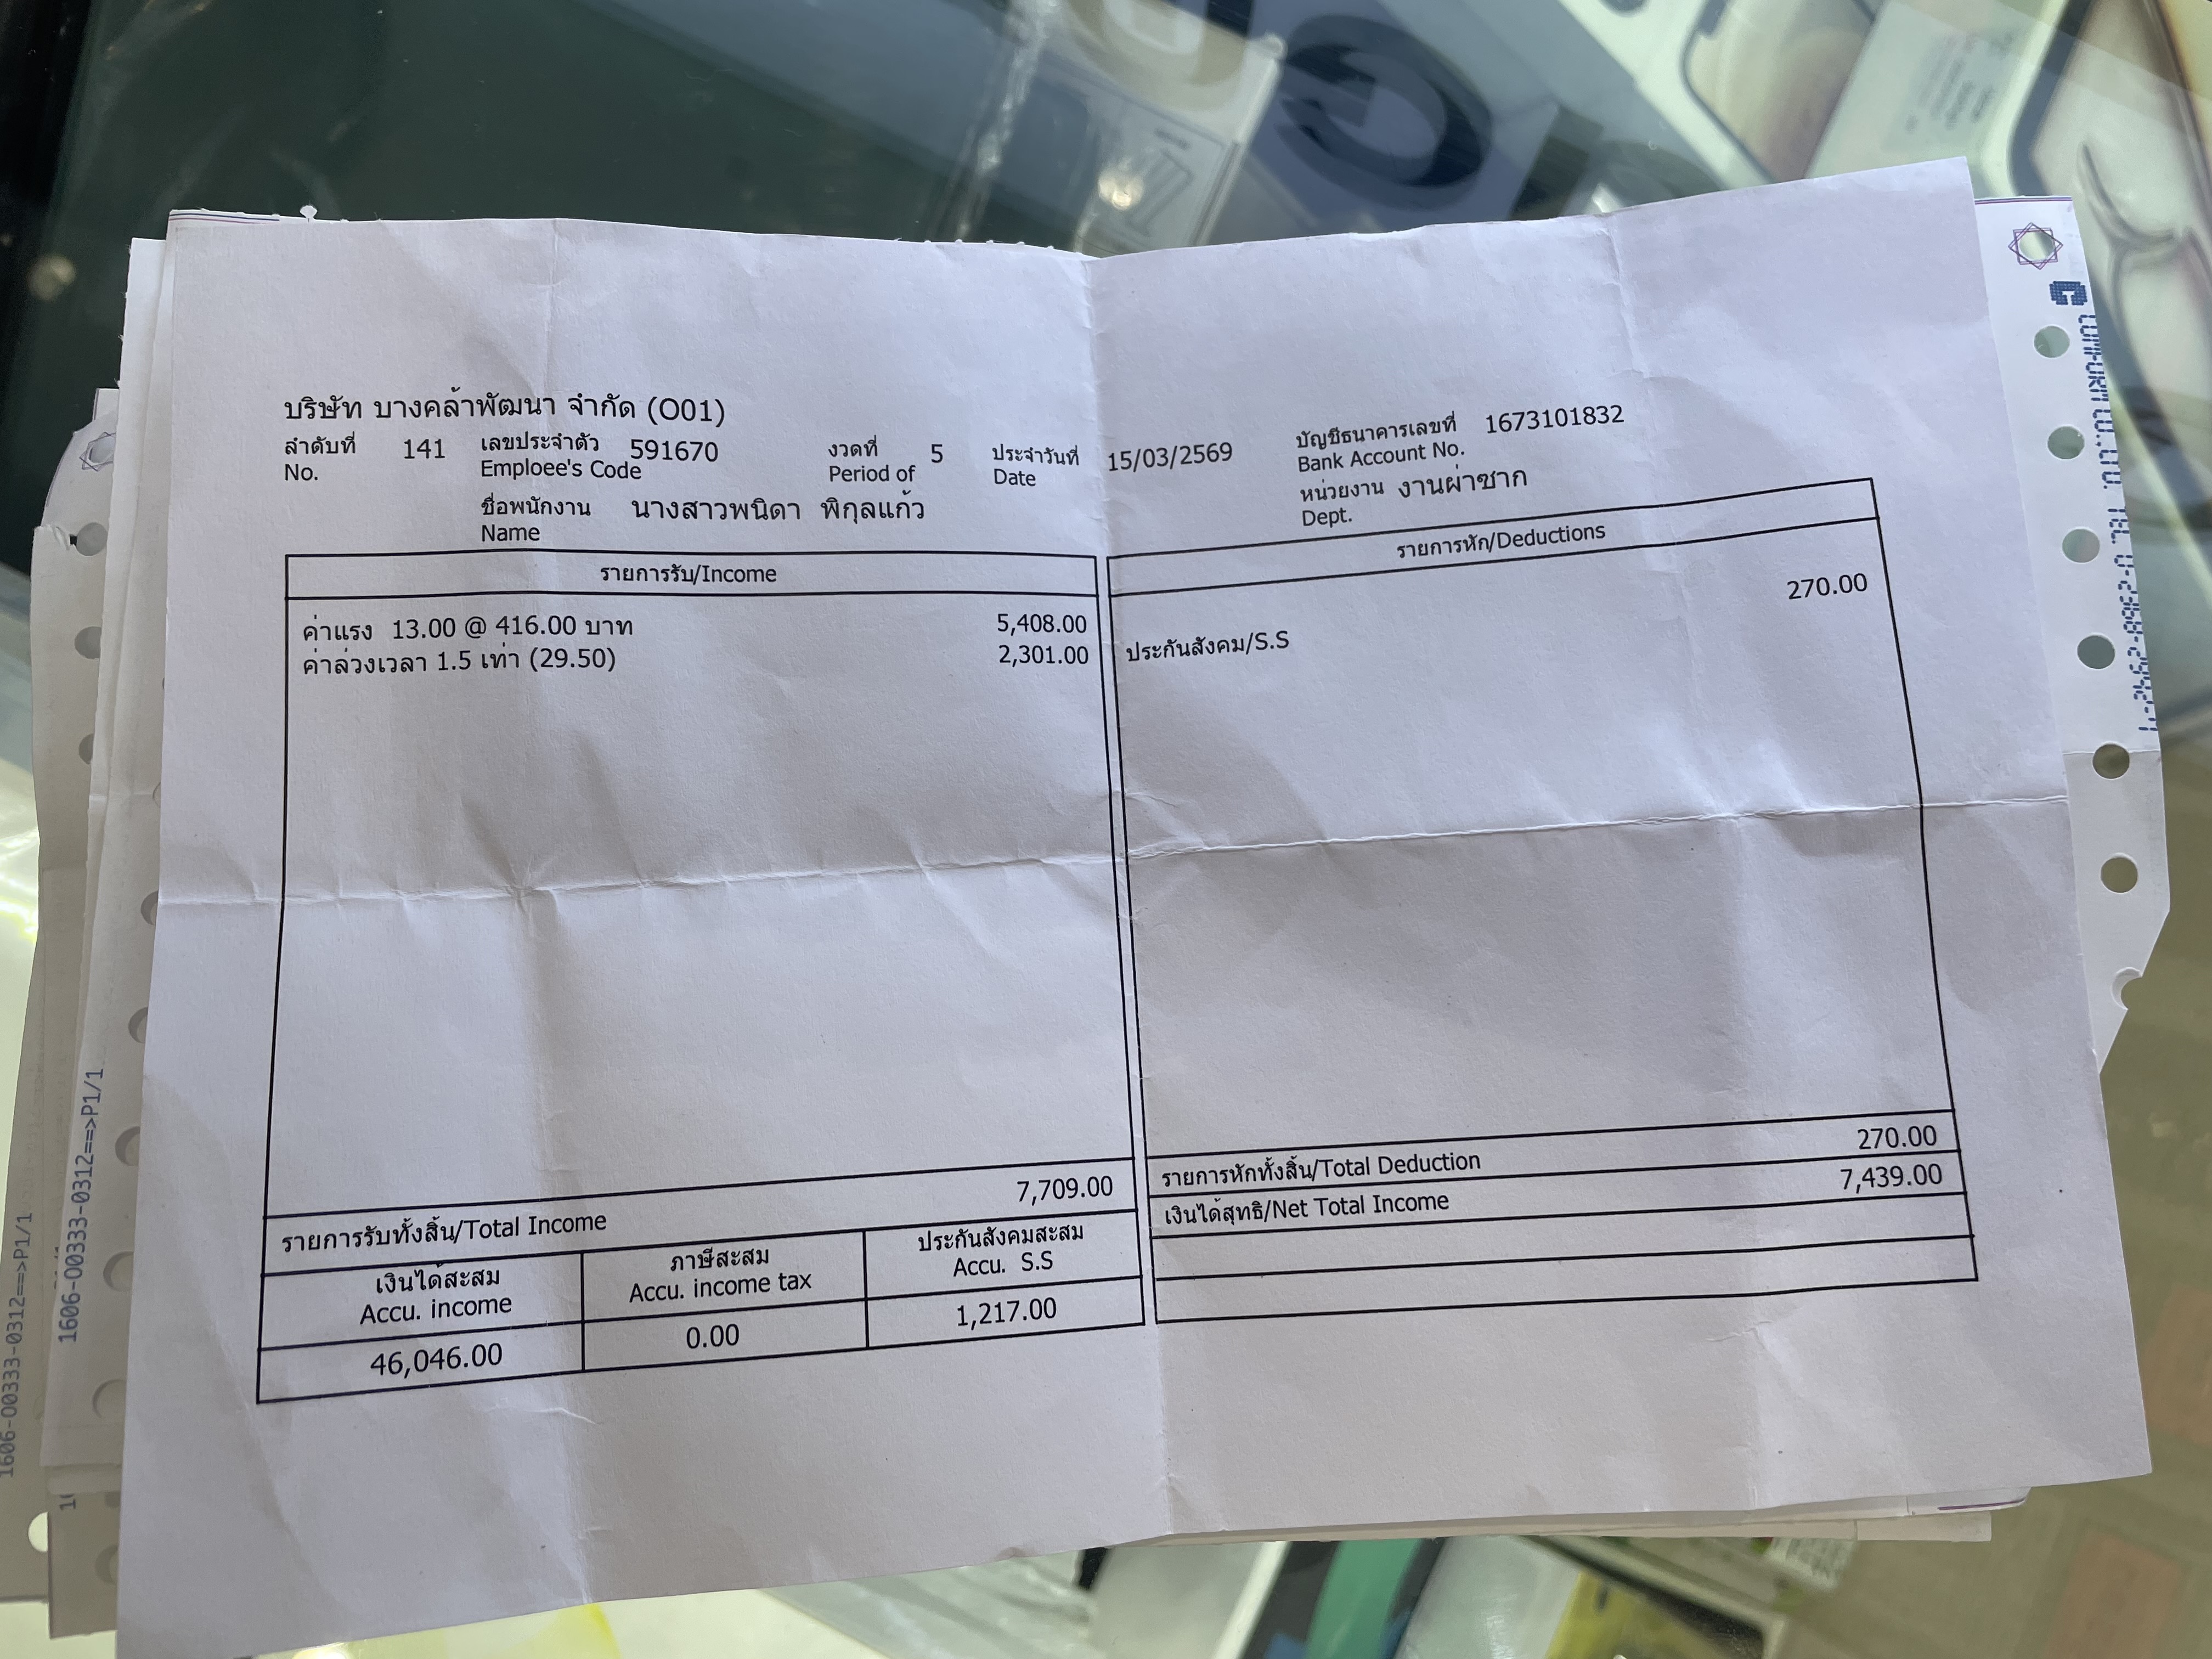 บริษัท บางคล้าพัฒนา จำกัด (O01)
ลำดับที่ 141 เลขประจำตัว 591670 งวดที่ 5 ประจำวันที่ 15/03/2569 บัญชีธนาคารเลขที่ 1673101832
No. Emploee's Code Period of Date Bank Account No.
ชื่อพนักงาน นางสาวพนิดา พิกุลแก้ว หน่วยงาน งานผ่าซาก
Name Dept.
รายการรับ/Income รายการหัก/Deductions
ค่าแรง 13.00 @ 416.00 บาท 5,408.00
ค่าล่วงเวลา 1.5 เท่า (29.50) 2,301.00
ประกันสังคม/S.S 270.00
รายการรับทั้งสิ้น/Total Income 7,709.00
รายการหักทั้งสิ้น/Total Deduction 270.00
เงินได้สุทธิ/Net Total Income 7,439.00
เงินได้สะสม ภาษีสะสม ประกันสังคมสะสม
Accu. income Accu. income tax Accu. S.S
46,046.00 0.00 1,217.00
1606-O0333-0312==>P1/1
1606-O0333-0312==>P1/1